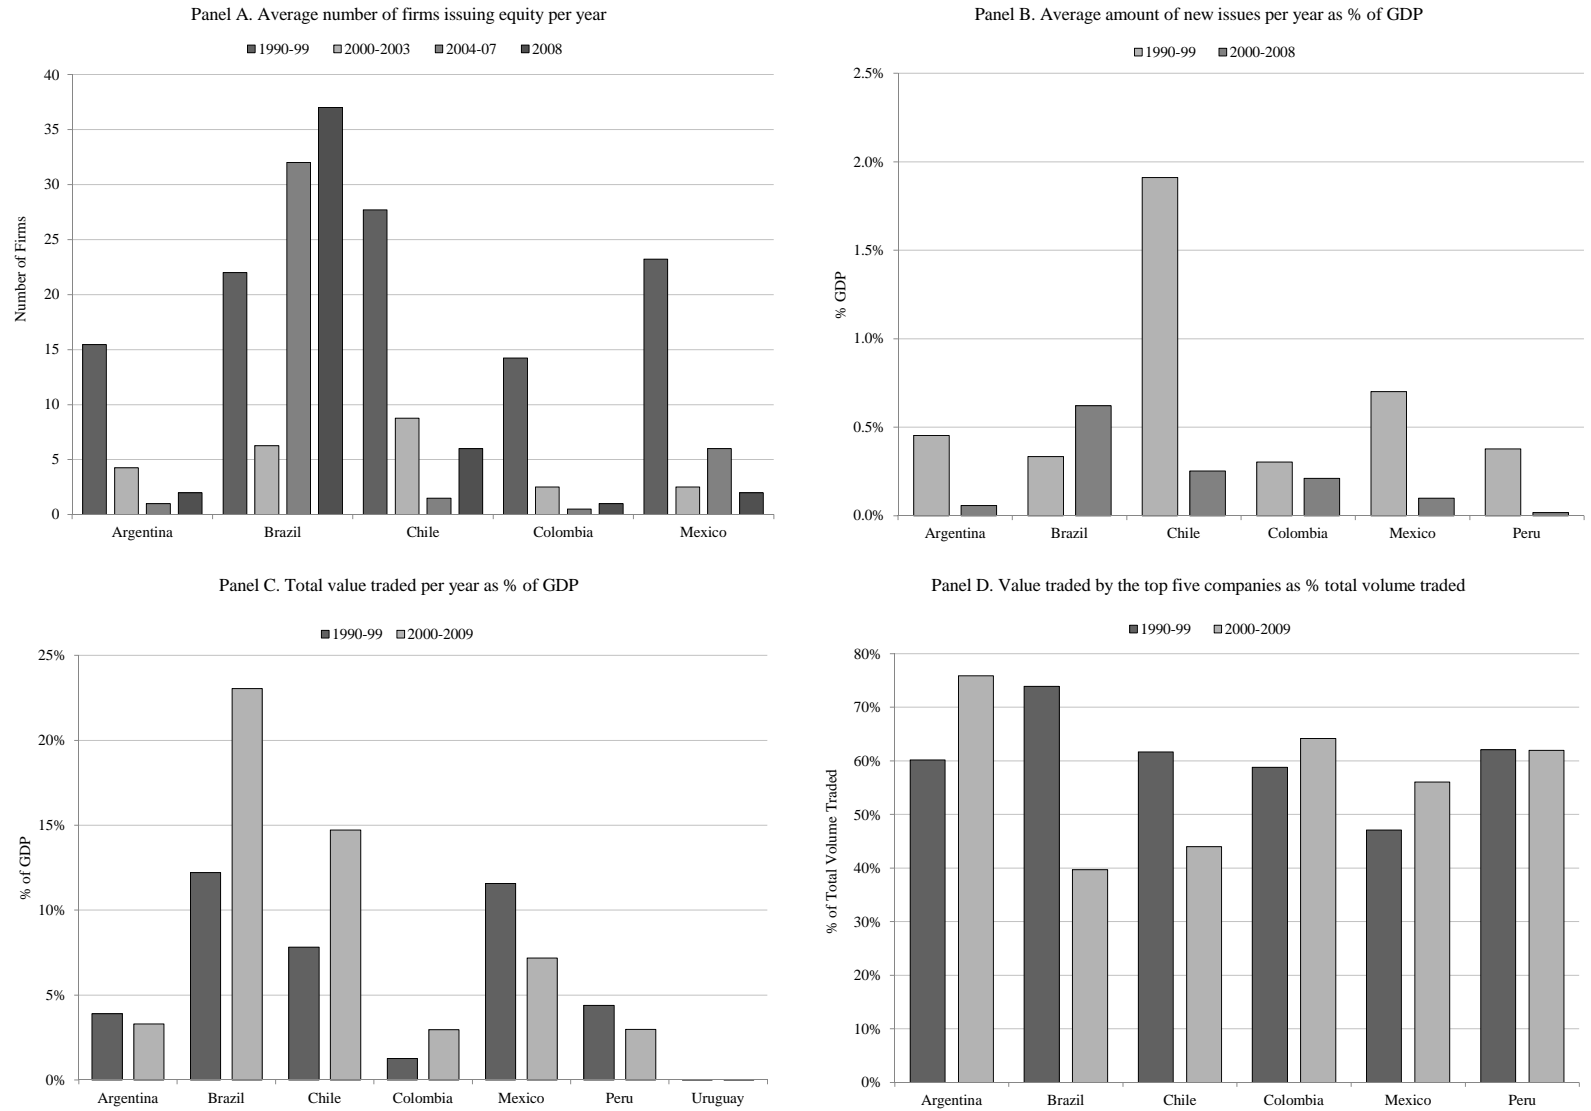 Panel A. Average number of firms issuing equity per year
1990-99 2000-2003 2004-07 2008
40
35
30
25
20
15
10
5
0
Number of Firms
Argentina Brazil Chile Colombia Mexico
Panel B. Average amount of new issues per year as % of GDP
1990-99 2000-2008
2.5%
2.0%
1.5%
1.0%
0.5%
0.0%
% GDP
Argentina Brazil Chile Colombia Mexico Peru
Panel C. Total value traded per year as % of GDP
1990-99 2000-2009
25%
20%
15%
10%
5%
0%
% of GDP
Argentina Brazil Chile Colombia Mexico Peru Uruguay
Panel D. Value traded by the top five companies as % total volume traded
1990-99 2000-2009
80%
70%
60%
50%
40%
30%
20%
10%
0%
% of Total Volume Traded
Argentina Brazil Chile Colombia Mexico Peru